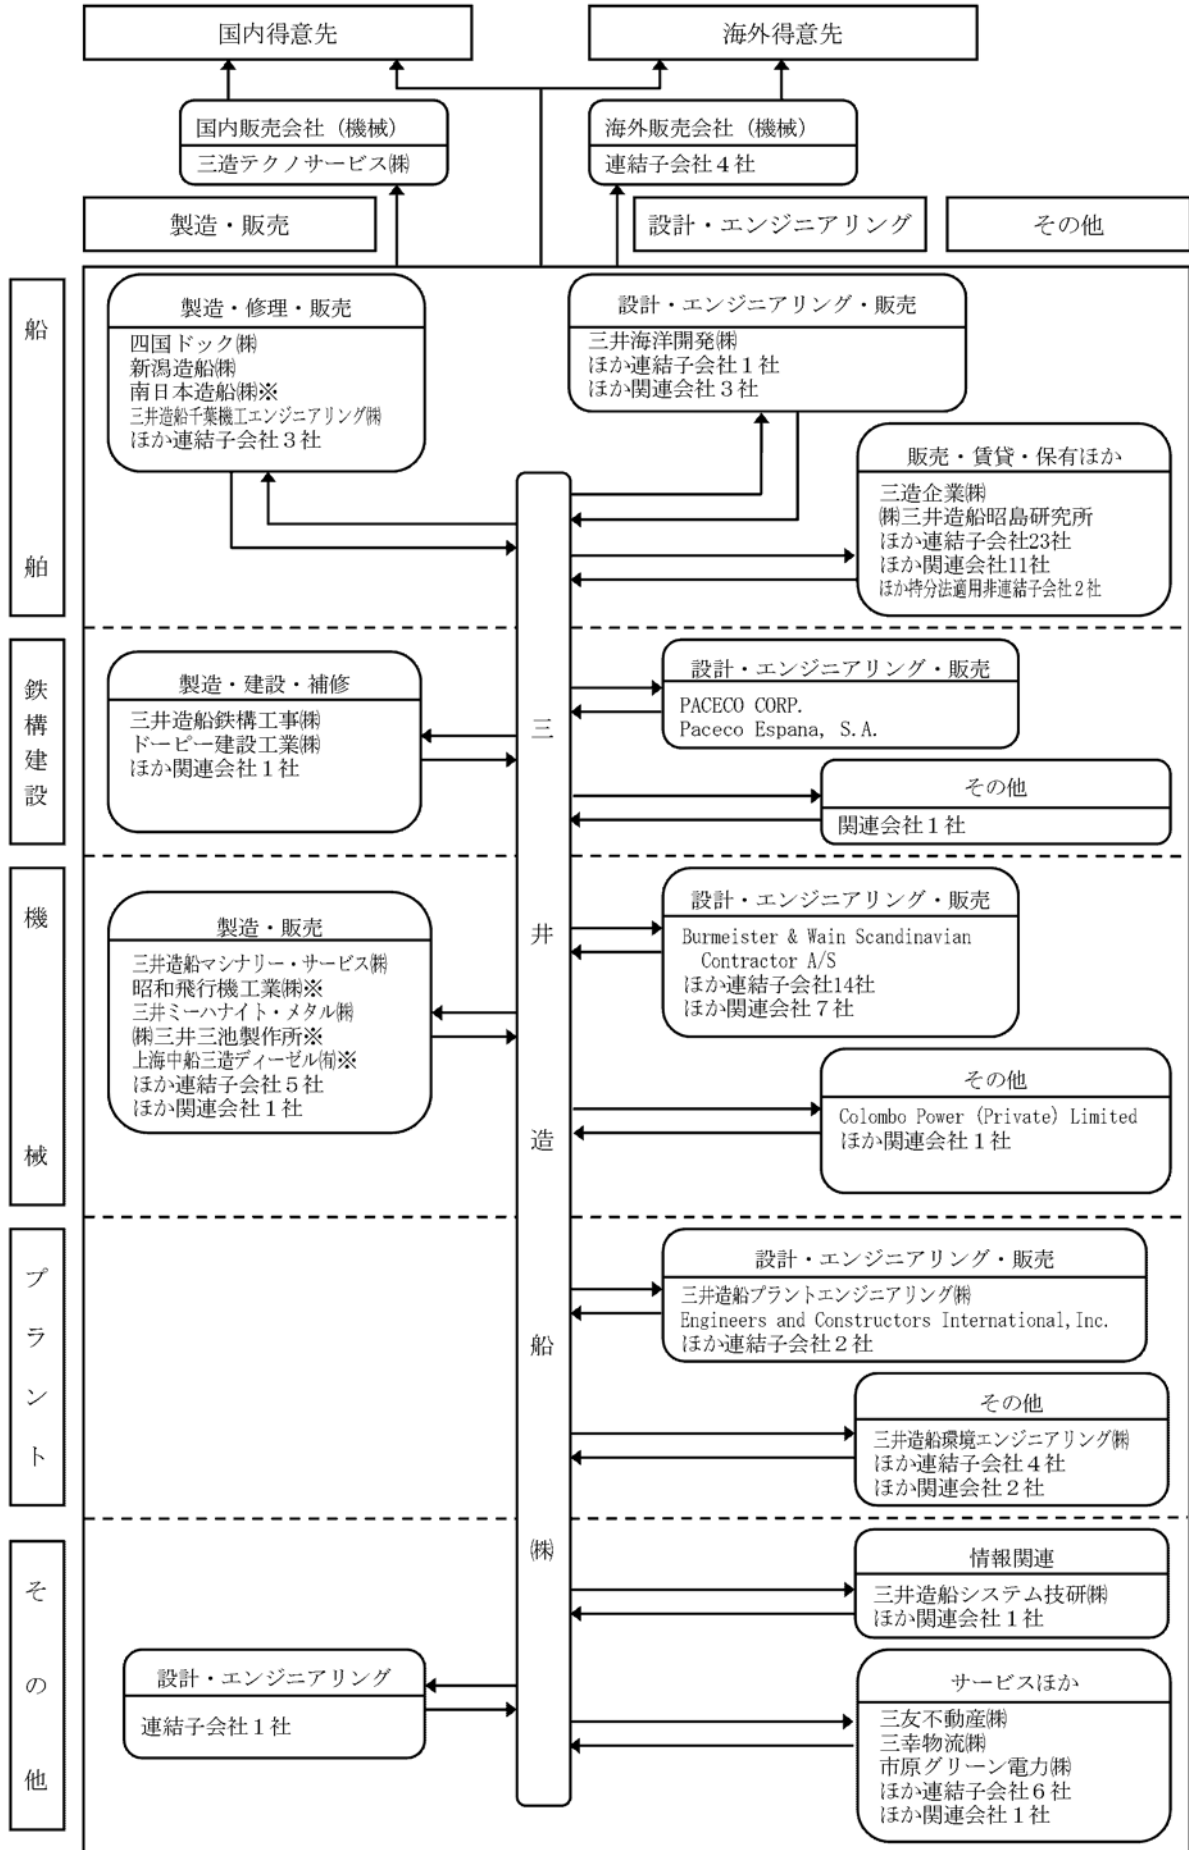 国内得意先
海外得意先
国内販売会社（機械）
三造テクノサービス㈱
海外販売会社（機械）
連結子会社４社
製造・販売
設計・エンジニアリング
その他
船舶
製造・修理・販売
四国ドック㈱
新潟造船㈱
南日本造船㈱※
三井造船千葉機工エンジニアリング㈱
ほか連結子会社３社
設計・エンジニアリング・販売
三井海洋開発㈱
ほか連結子会社１社
ほか関連会社３社
販売・賃貸・保有ほか
三造企業㈱
㈱三井造船昭島研究所
ほか連結子会社23社
ほか関連会社11社
ほか持分法適用非連結子会社２社
三井造船㈱
鉄構建設
製造・建設・補修
三井造船鉄構工事㈱
ドーピー建設工業㈱
ほか関連会社１社
設計・エンジニアリング・販売
PACECO CORP.
Paceco Espana, S.A.
その他
関連会社１社
機械
製造・販売
三井造船マシナリー・サービス㈱
昭和飛行機工業㈱※
三井ミーハナイト・メタル㈱
㈱三井三池製作所※
上海中船三造ディーゼル㈲※
ほか連結子会社５社
ほか関連会社１社
設計・エンジニアリング・販売
Burmeister & Wain Scandinavian
Contractor A/S
ほか連結子会社14社
ほか関連会社７社
その他
Colombo Power (Private) Limited
ほか関連会社１社
プラント
設計・エンジニアリング・販売
三井造船プラントエンジニアリング㈱
Engineers and Constructors International,Inc.
ほか連結子会社２社
その他
三井造船環境エンジニアリング㈱
ほか連結子会社４社
ほか関連会社２社
その他
設計・エンジニアリング
連結子会社１社
情報関連
三井造船システム技研㈱
ほか関連会社１社
サービスほか
三友不動産㈱
三幸物流㈱
市原グリーン電力㈱
ほか連結子会社６社
ほか関連会社１社